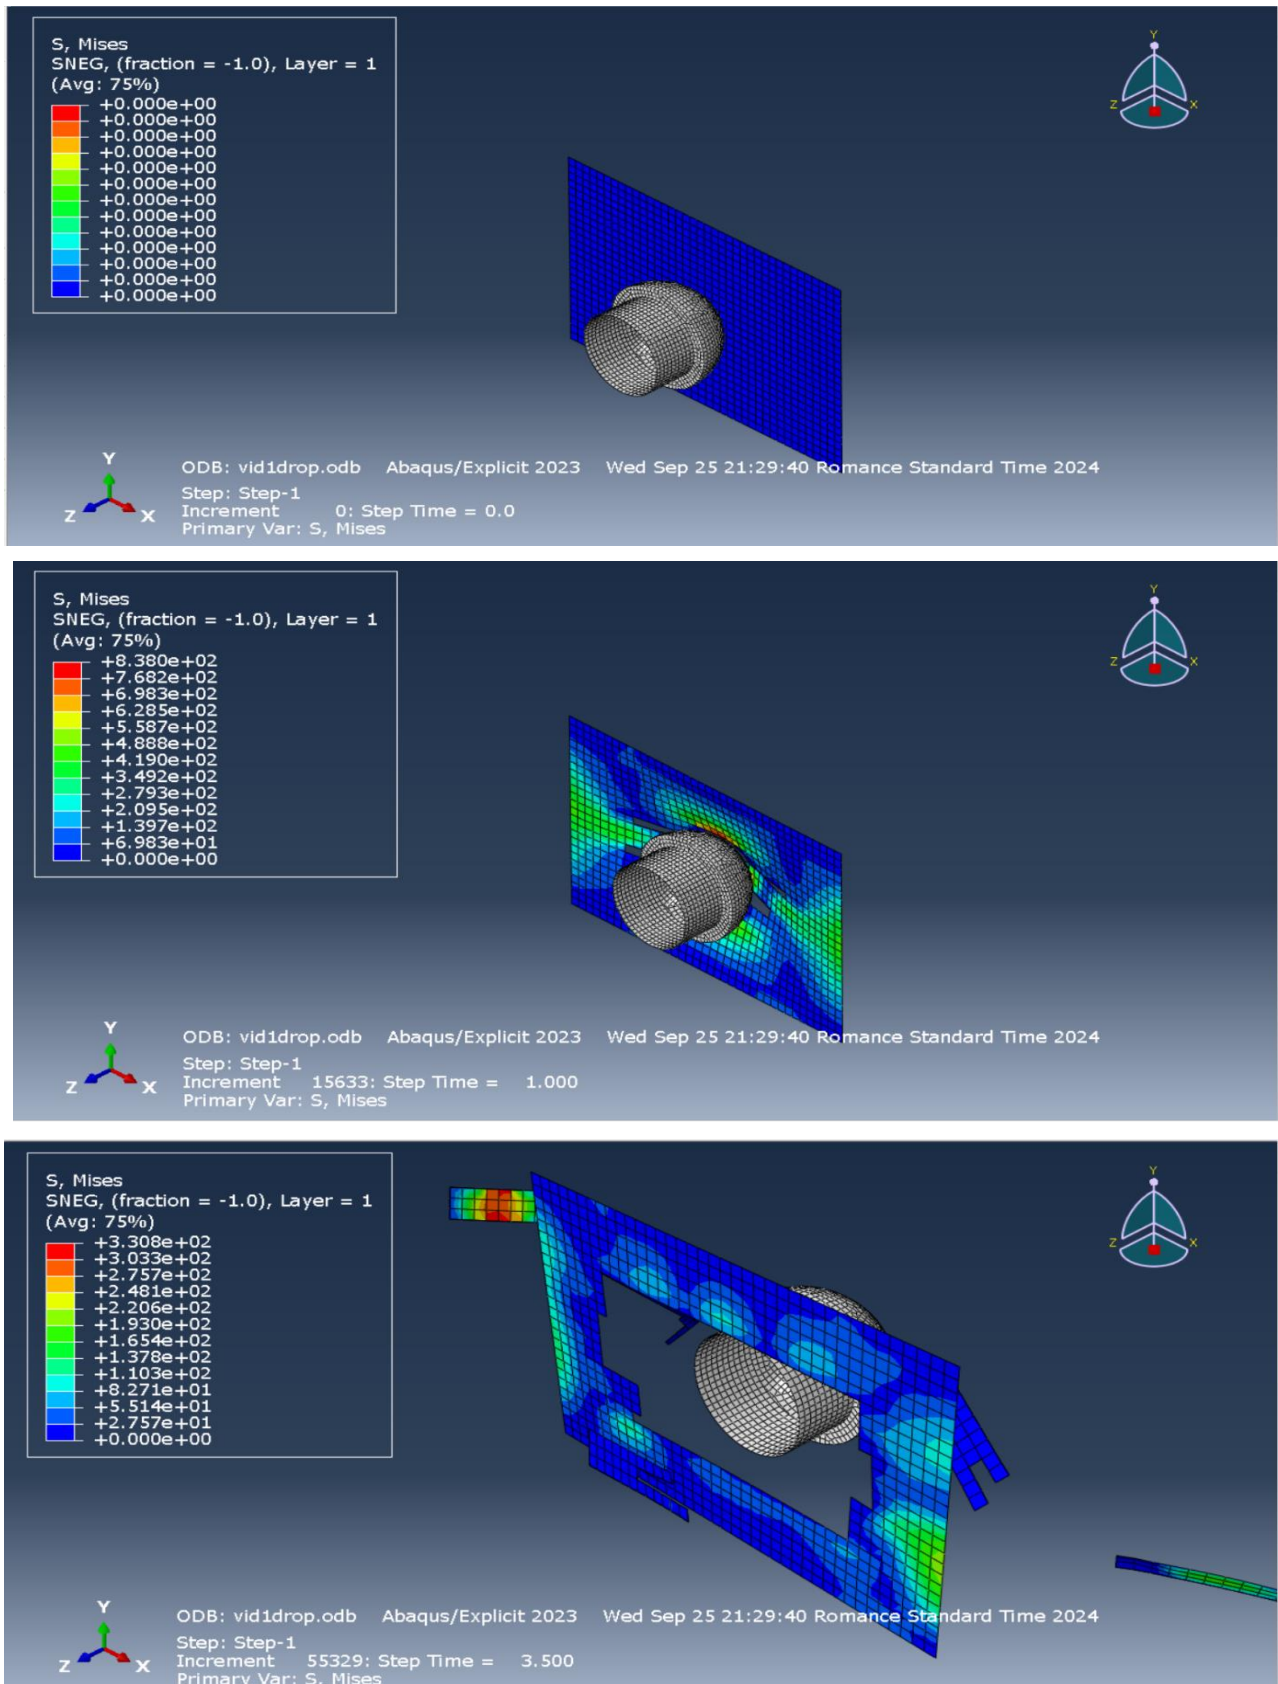 S, Mises
SNEG, (fraction = -1.0), Layer = 1
(Avg: 75%)
+0.000e+00
+0.000e+00
+0.000e+00
+0.000e+00
+0.000e+00
+0.000e+00
+0.000e+00
+0.000e+00
+0.000e+00
+0.000e+00
+0.000e+00
+0.000e+00
+0.000e+00
Y
Z
X
Y
Z
X
ODB: vid1drop.odb Abaqus/Explicit 2023 Wed Sep 25 21:29:40 Romance Standard Time 2024
Step: Step-1
Increment 0: Step Time = 0.0
Primary Var: S, Mises
S, Mises
SNEG, (fraction = -1.0), Layer = 1
(Avg: 75%)
+8.380e+02
+7.682e+02
+6.983e+02
+6.285e+02
+5.587e+02
+4.888e+02
+4.190e+02
+3.492e+02
+2.793e+02
+2.095e+02
+1.397e+02
+6.983e+01
+0.000e+00
Y
Z
X
Y
Z
X
ODB: vid1drop.odb Abaqus/Explicit 2023 Wed Sep 25 21:29:40 Romance Standard Time 2024
Step: Step-1
Increment 15633: Step Time = 1.000
Primary Var: S, Mises
S, Mises
SNEG, (fraction = -1.0), Layer = 1
(Avg: 75%)
+3.308e+02
+3.033e+02
+2.757e+02
+2.481e+02
+2.206e+02
+1.930e+02
+1.654e+02
+1.378e+02
+1.103e+02
+8.271e+01
+5.514e+01
+2.757e+01
+0.000e+00
Y
Z
X
Y
Z
X
ODB: vid1drop.odb Abaqus/Explicit 2023 Wed Sep 25 21:29:40 Romance Standard Time 2024
Step: Step-1
Increment 55329: Step Time = 3.500
Primary Var: S, Mises